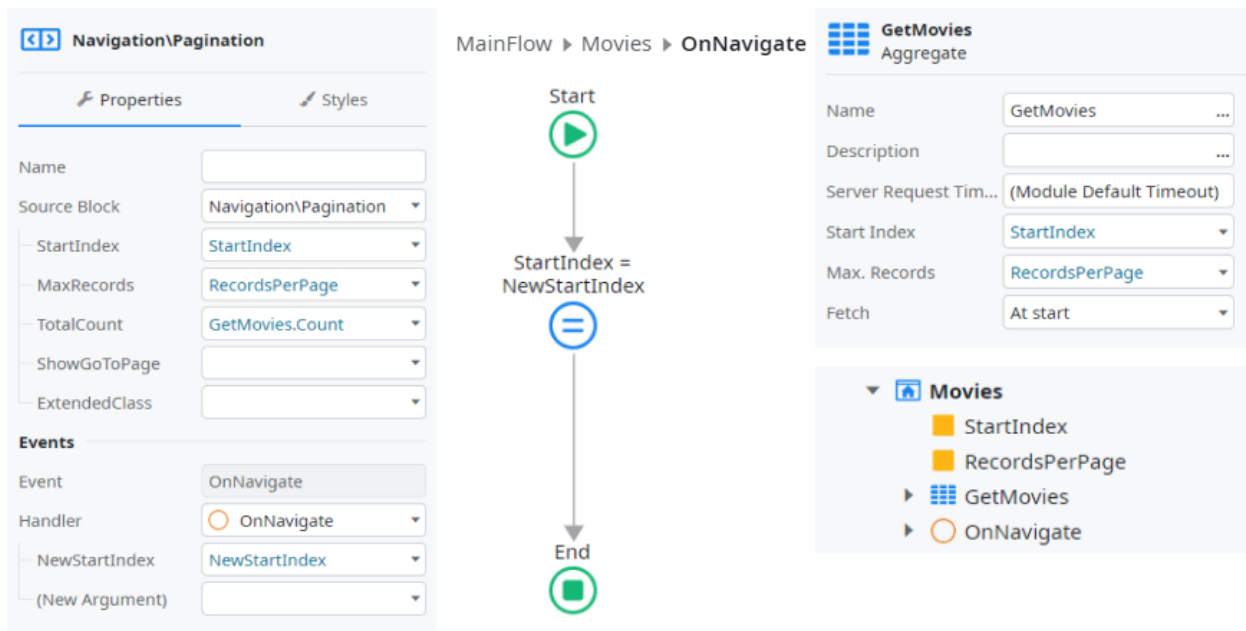 Navigation\Pagination
Properties
Styles
Name
Source Block Navigation\Pagination
StartIndex StartIndex
MaxRecords RecordsPerPage
TotalCount GetMovies.Count
ShowGoToPage
ExtendedClass
Events
Event OnNavigate
Handler OnNavigate
NewStartIndex NewStartIndex
(New Argument)
MainFlow Movies OnNavigate
Start
StartIndex =
NewStartIndex
End
GetMovies
Aggregate
Name GetMovies ...
Description ...
Server Request Tim... (Module Default Timeout)
Start Index StartIndex
Max. Records RecordsPerPage
Fetch At start
Movies
StartIndex
RecordsPerPage
GetMovies
OnNavigate